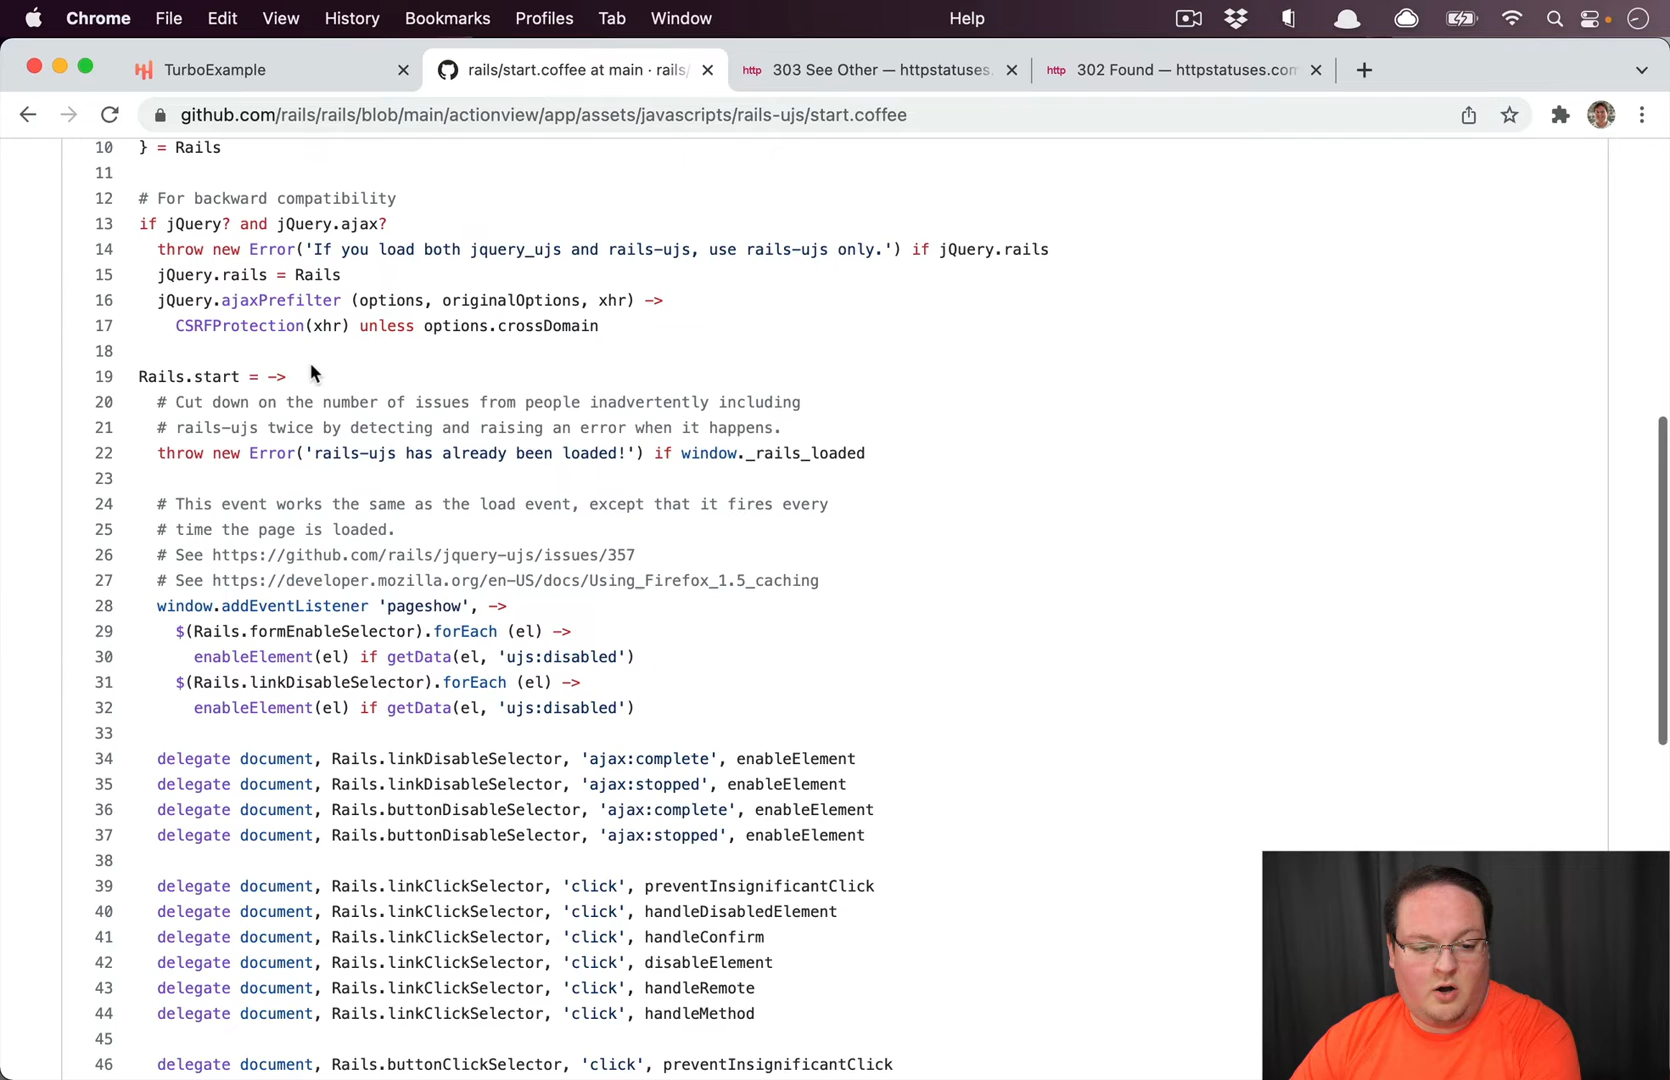 Chrome File Edit View History Bookmarks Profiles Tab Window Help
TurboExample
rails/start.coffee at main · rails/
http 303 See Other — httpstatuses.
http 302 Found — httpstatuses.com
github.com/rails/rails/blob/main/actionview/app/assets/javascripts/rails-ujs/start.coffee
10 } = Rails
11
12 # For backward compatibility
13 if jQuery? and jQuery.ajax?
14 throw new Error('If you load both jquery_ujs and rails-ujs, use rails-ujs only.') if jQuery.rails
15 jQuery.rails = Rails
16 jQuery.ajaxPrefilter (options, originalOptions, xhr) ->
17 CSRFProtection(xhr) unless options.crossDomain
18
19 Rails.start = ->
20 # Cut down on the number of issues from people inadvertently including
21 # rails-ujs twice by detecting and raising an error when it happens.
22 throw new Error('rails-ujs has already been loaded!') if window._rails_loaded
23
24 # This event works the same as the load event, except that it fires every
25 # time the page is loaded.
26 # See https://github.com/rails/jquery-ujs/issues/357
27 # See https://developer.mozilla.org/en-US/docs/Using_Firefox_1.5_caching
28 window.addEventListener 'pageshow', ->
29 $(Rails.formEnableSelector).forEach (el) ->
30 enableElement(el) if getData(el, 'ujs:disabled')
31 $(Rails.linkDisableSelector).forEach (el) ->
32 enableElement(el) if getData(el, 'ujs:disabled')
33
34 delegate document, Rails.linkDisableSelector, 'ajax:complete', enableElement
35 delegate document, Rails.linkDisableSelector, 'ajax:stopped', enableElement
36 delegate document, Rails.buttonDisableSelector, 'ajax:complete', enableElement
37 delegate document, Rails.buttonDisableSelector, 'ajax:stopped', enableElement
38
39 delegate document, Rails.linkClickSelector, 'click', preventInsignificantClick
40 delegate document, Rails.linkClickSelector, 'click', handleDisabledElement
41 delegate document, Rails.linkClickSelector, 'click', handleConfirm
42 delegate document, Rails.linkClickSelector, 'click', disableElement
43 delegate document, Rails.linkClickSelector, 'click', handleRemote
44 delegate document, Rails.linkClickSelector, 'click', handleMethod
45
46 delegate document, Rails.buttonClickSelector, 'click', preventInsignificantClick